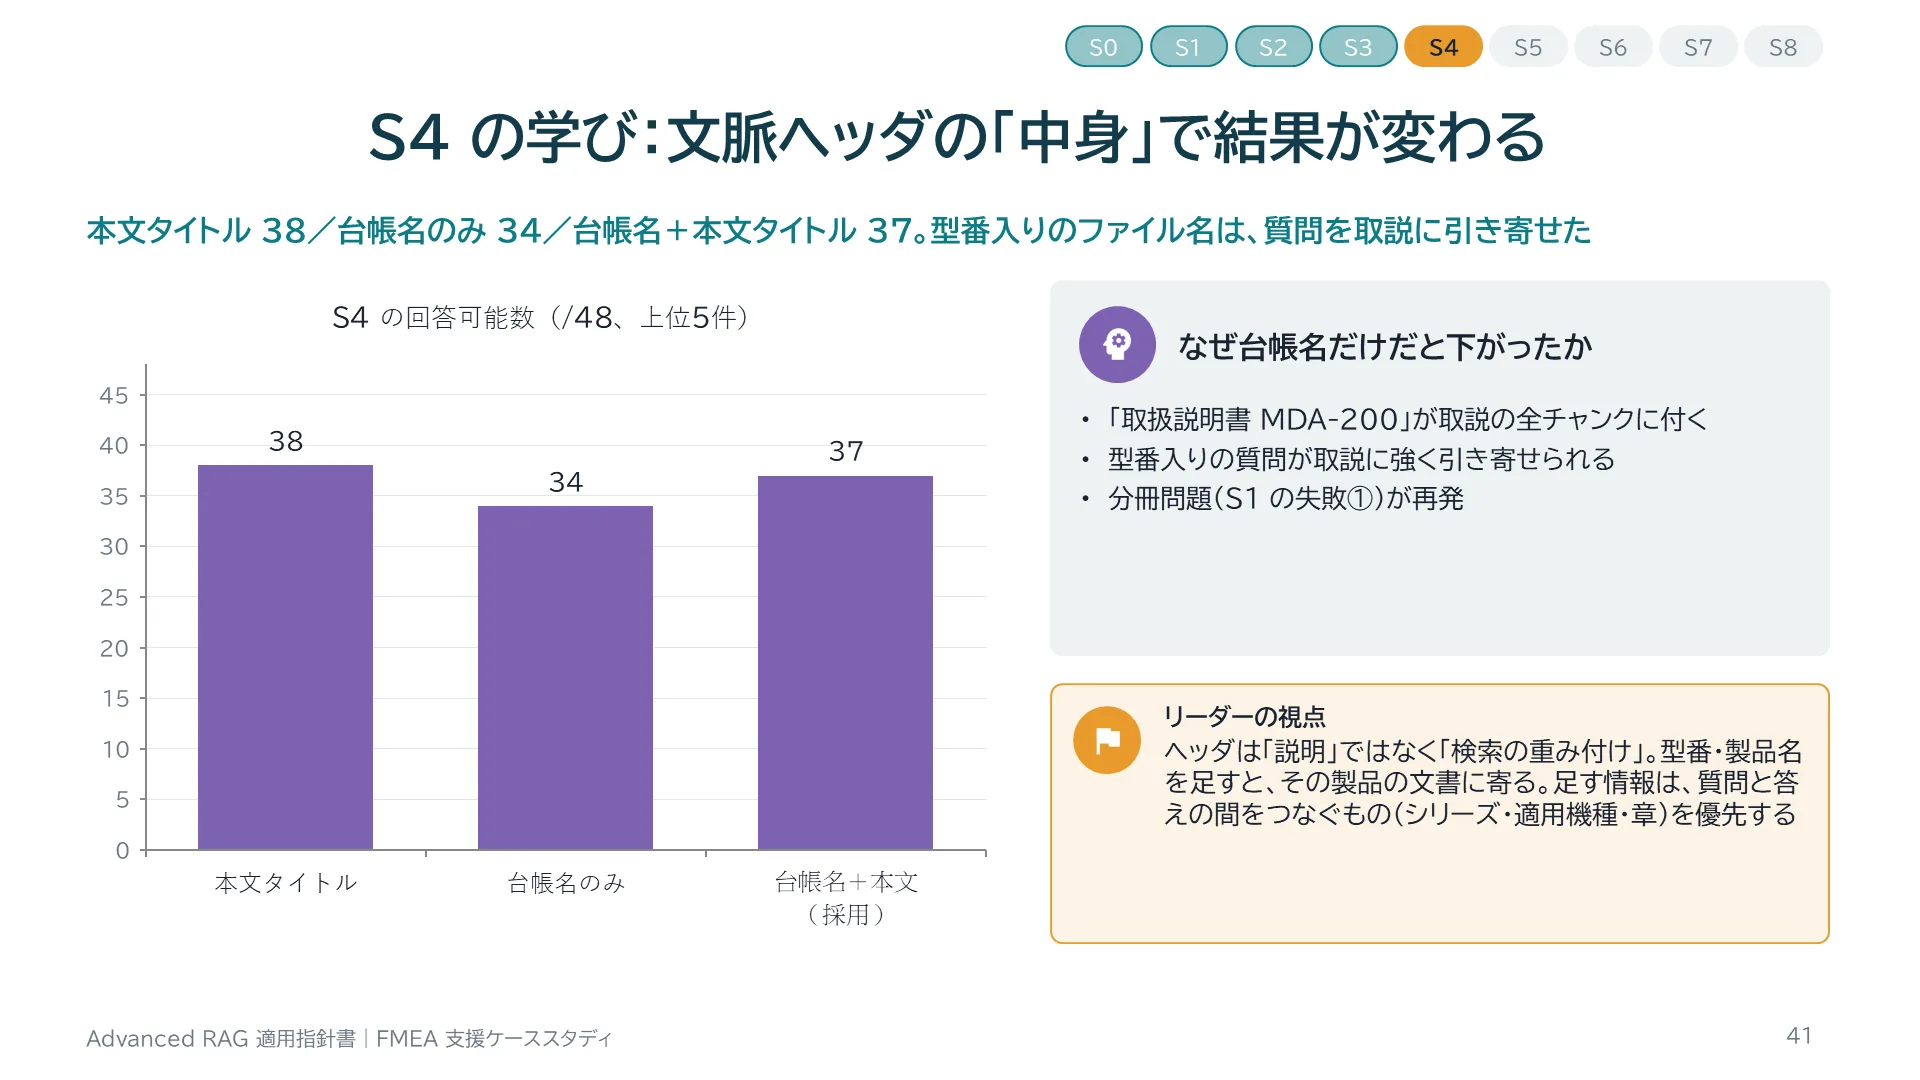 S0 S1 S2 S3 S4 S5 S6 S7 S8
S4 の学び：文脈ヘッダの「中身」で結果が変わる
本文タイトル 38／台帳名のみ 34／台帳名＋本文タイトル 37。型番入りのファイル名は、質問を取説に引き寄せた
S4 の回答可能数（/48、上位5件）
45
40
35
30
25
20
15
10
5
0
38
34
37
本文タイトル
台帳名のみ
台帳名＋本文
（採用）
なぜ台帳名だけだと下がったか
• 「取扱説明書 MDA-200」が取説の全チャンクに付く
• 型番入りの質問が取説に強く引き寄せられる
• 分冊問題（S1 の失敗①）が再発
リーダーの視点
ヘッダは「説明」ではなく「検索の重み付け」。型番・製品名
を足すと、その製品の文書に寄る。足す情報は、質問と答
えの間をつなぐもの（シリーズ・適用機種・章）を優先する
Advanced RAG 適用指針書｜FMEA 支援ケーススタディ
41